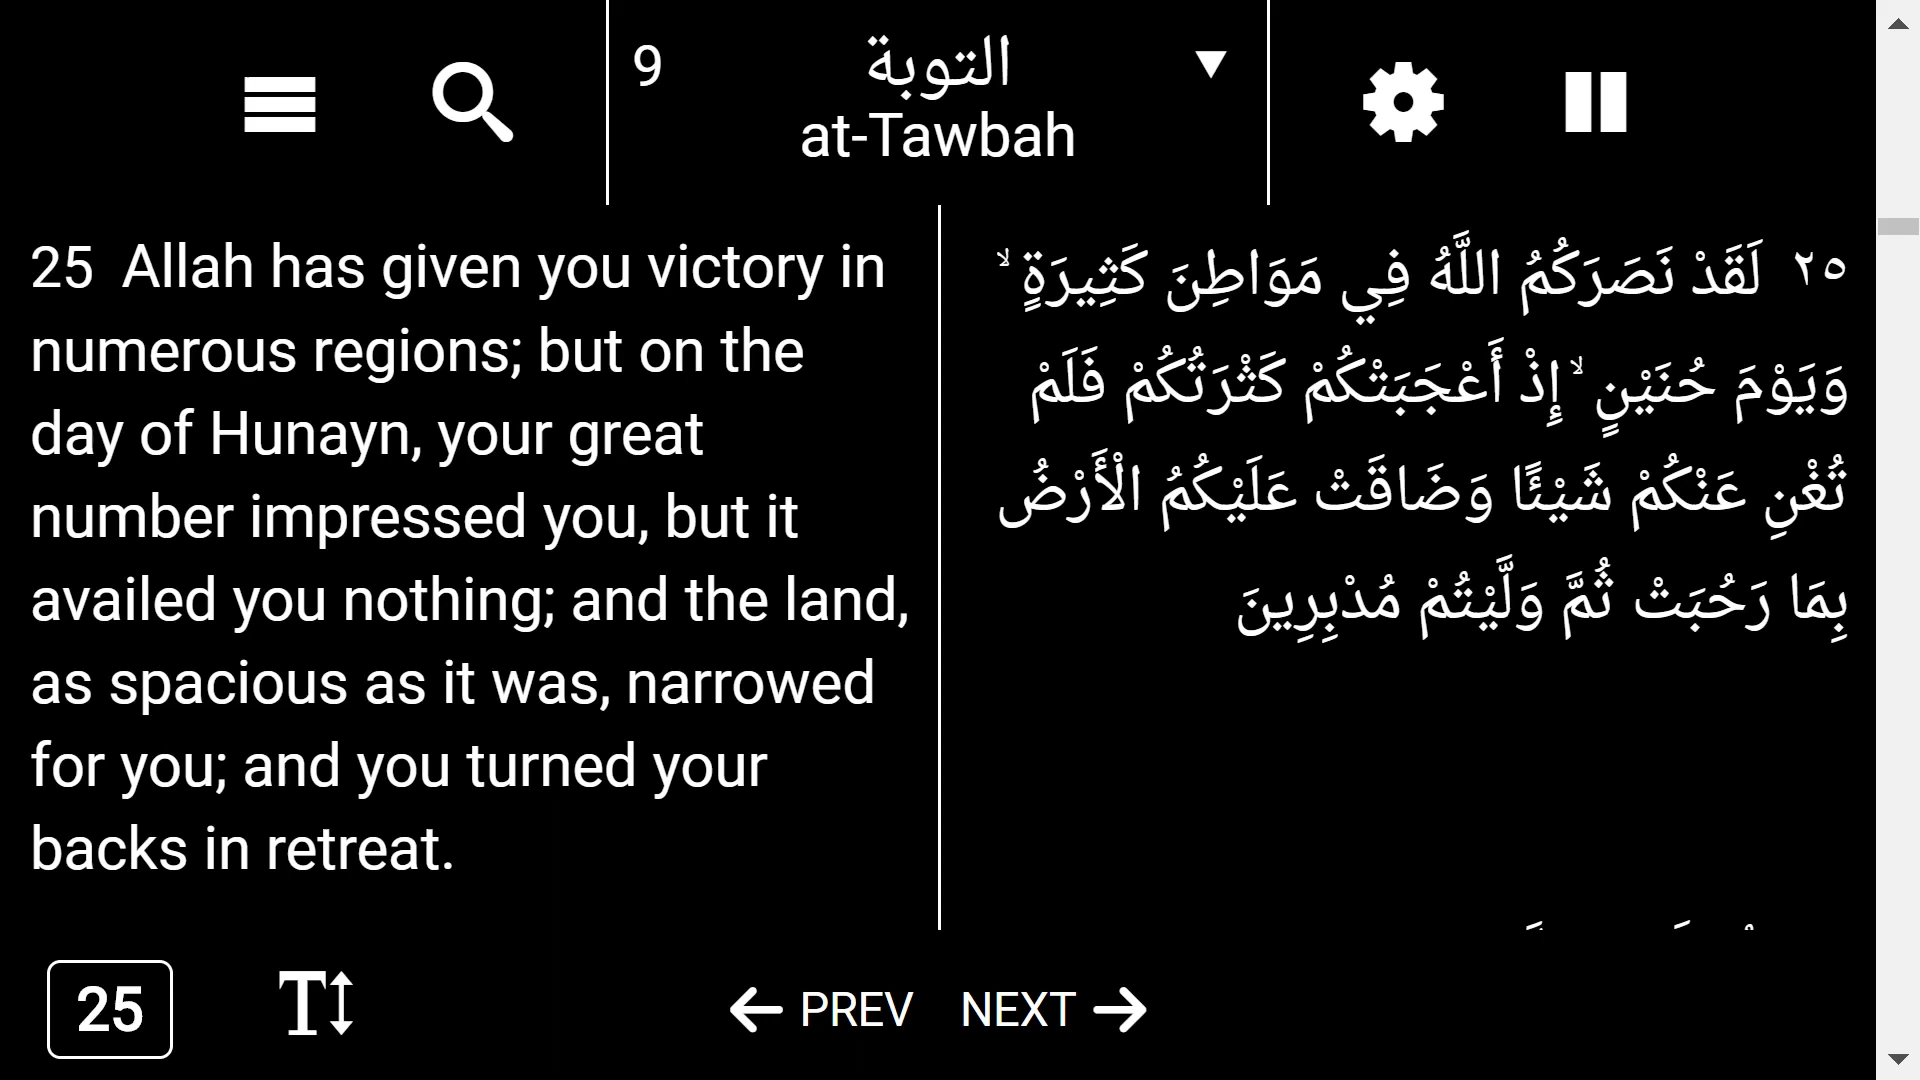 9
التوبة
at-Tawbah
25 Allah has given you victory in
numerous regions; but on the
day of Hunayn, your great
number impressed you, but it
availed you nothing; and the land,
as spacious as it was, narrowed
for you; and you turned your
backs in retreat.
٢٥ لَقَدْ نَصَرَكُمُ اللَّهُ فِي مَوَاطِنَ كَثِيرَةٍ ۙ
وَيَوْمَ حُنَيْنٍ ۙ إِذْ أَعْجَبَتْكُمْ كَثْرَتُكُمْ فَلَمْ
تُغْنِ عَنْكُمْ شَيْئًا وَضَاقَتْ عَلَيْكُمُ الْأَرْضُ
بِمَا رَحُبَتْ ثُمَّ وَلَّيْتُمْ مُدْبِرِينَ
25
T
PREV NEXT